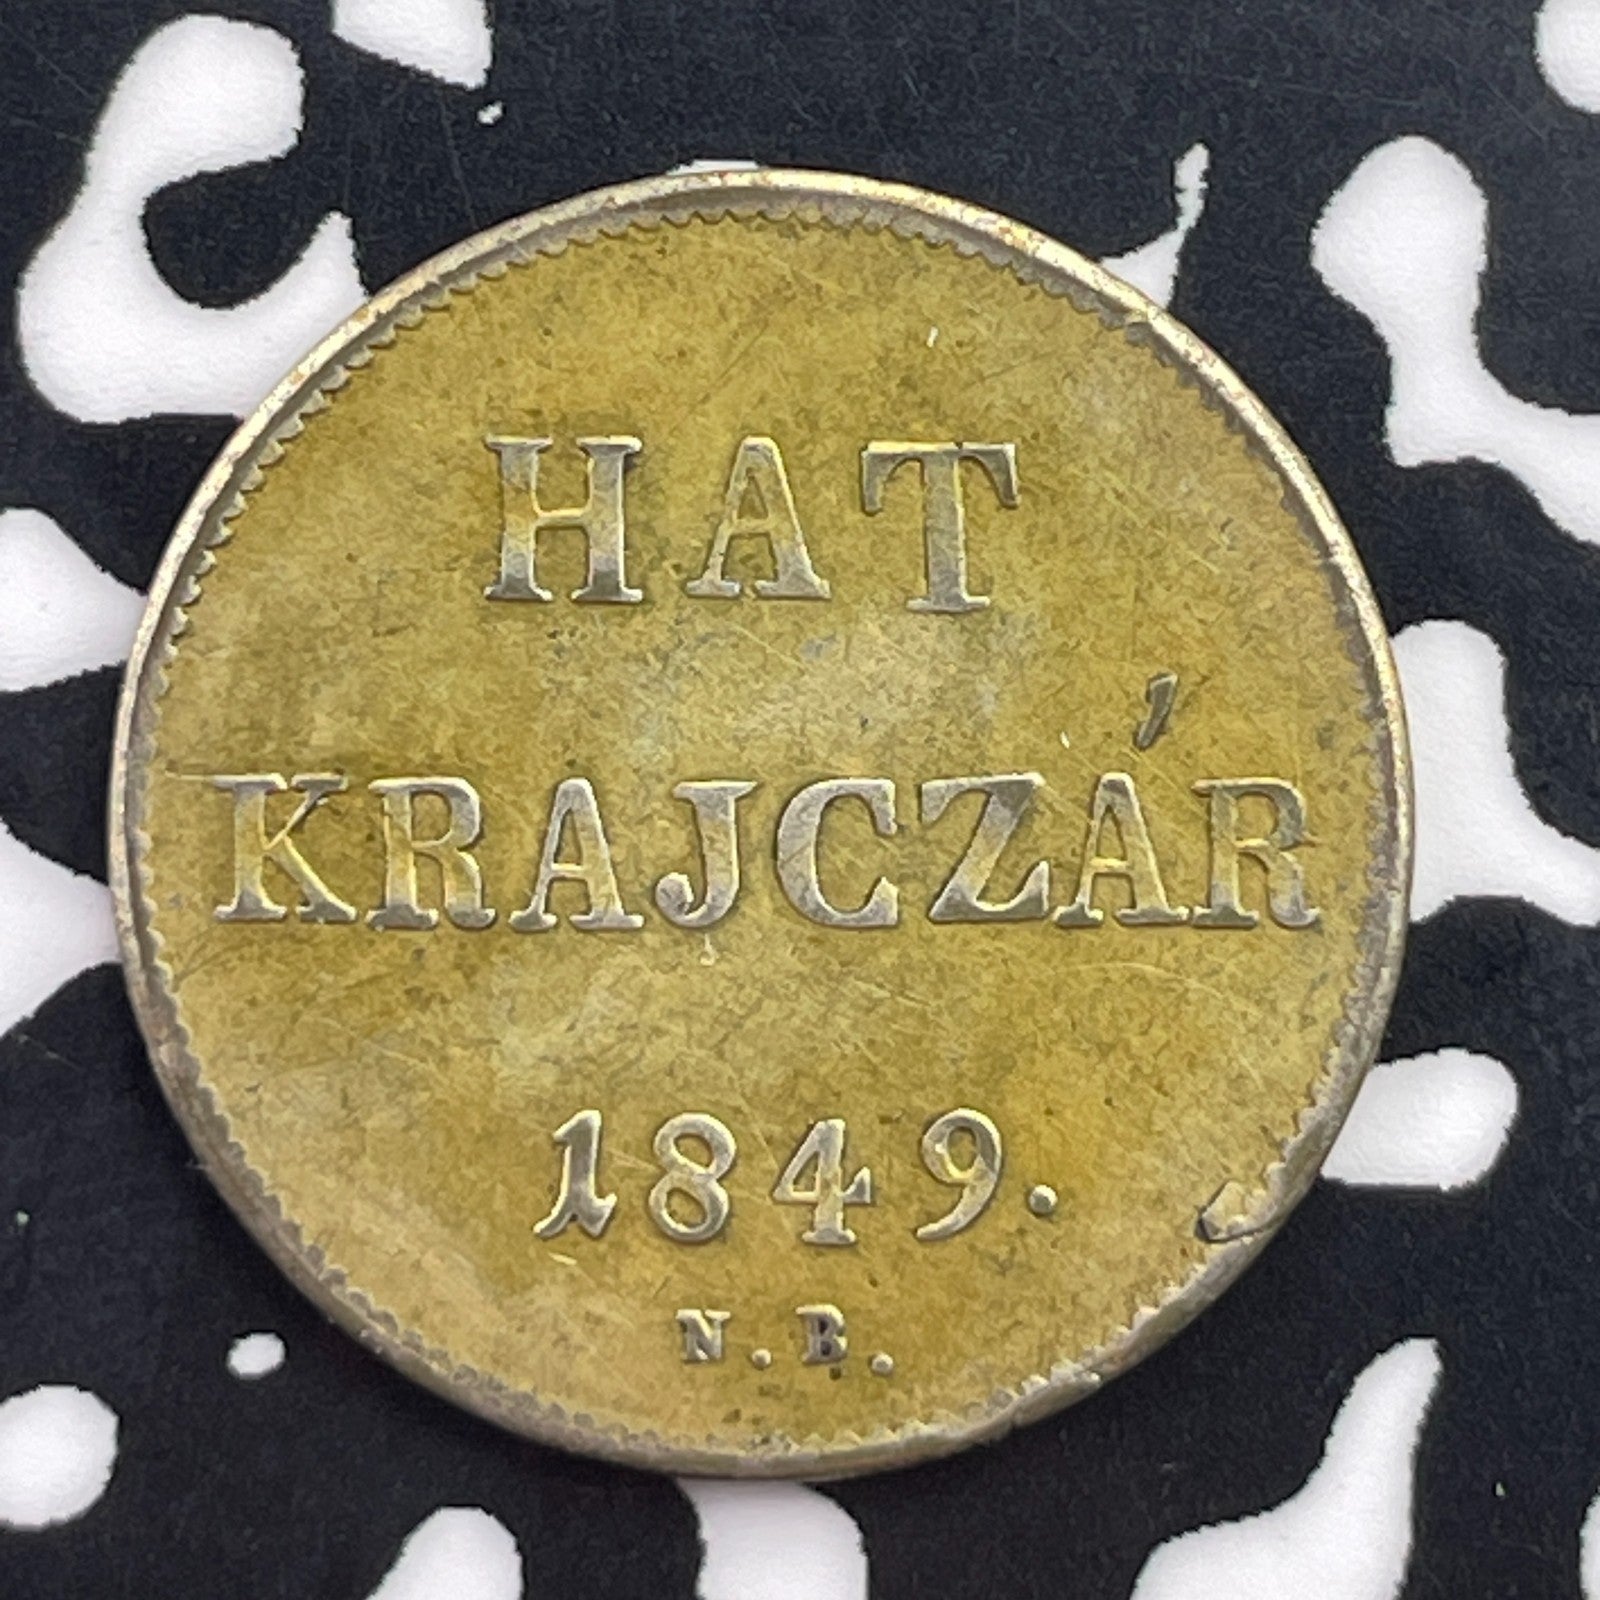 HAT
KRAJCZÁR
1849.
N.B.